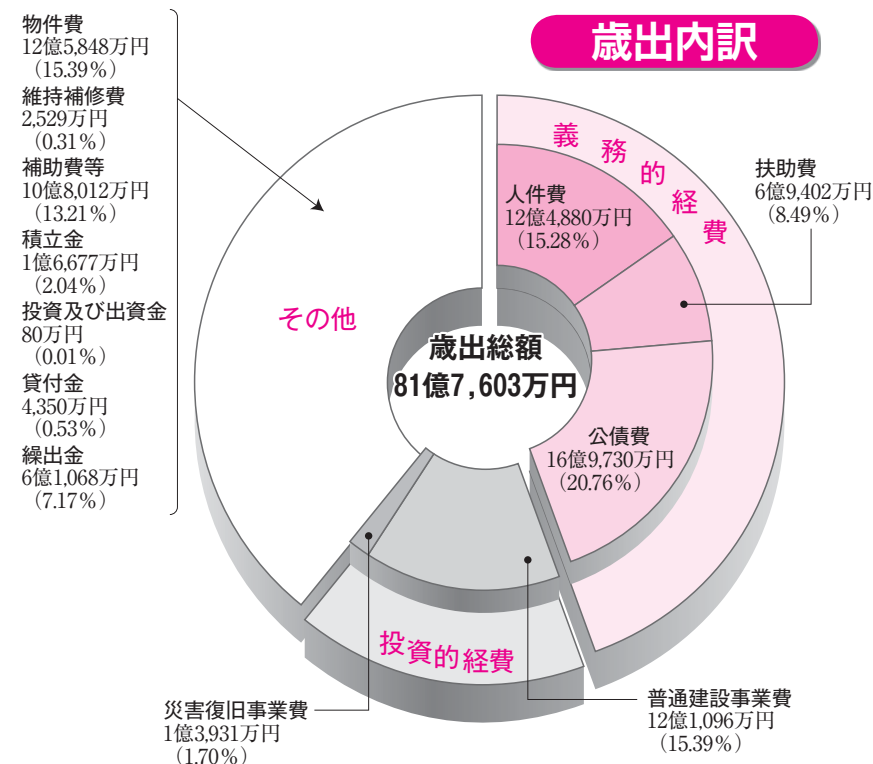 歳出内訳
物件費
12億5,848万円
（15.39％）
維持補修費
2,529万円
（0.31％）
補助費等
10億8,012万円
（13.21％）
積立金
1億6,677万円
（2.04％）
投資及び出資金
80万円
（0.01％）
貸付金
4,350万円
（0.53％）
繰出金
6億1,068万円
（7.17％）
その他
義務的経費
人件費
12億4,880万円
（15.28％）
扶助費
6億9,402万円
（8.49％）
公債費
16億9,730万円
（20.76％）
歳出総額
81億7,603万円
投資的経費
災害復旧事業費
1億3,931万円
（1.70％）
普通建設事業費
12億1,096万円
（15.39％）